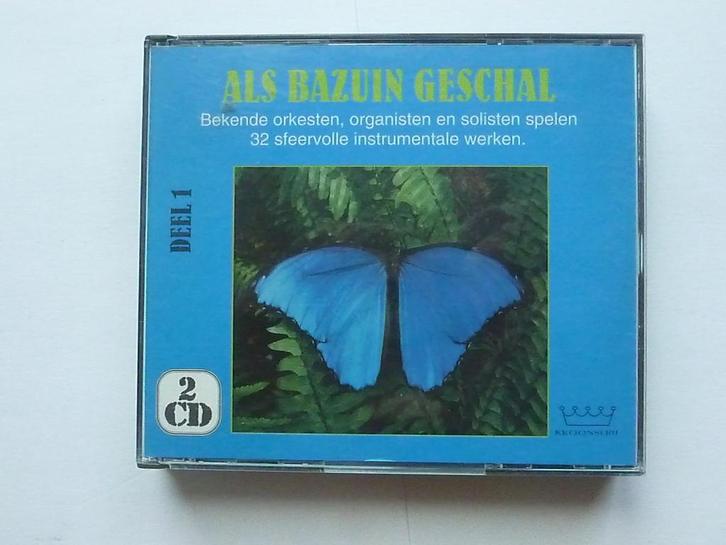 ALS BAZUIN GESCHAL
Bekende orkesten, organisten en solisten spelen
32 sfeervolle instrumentale werken.
DEEL 1
2
CD